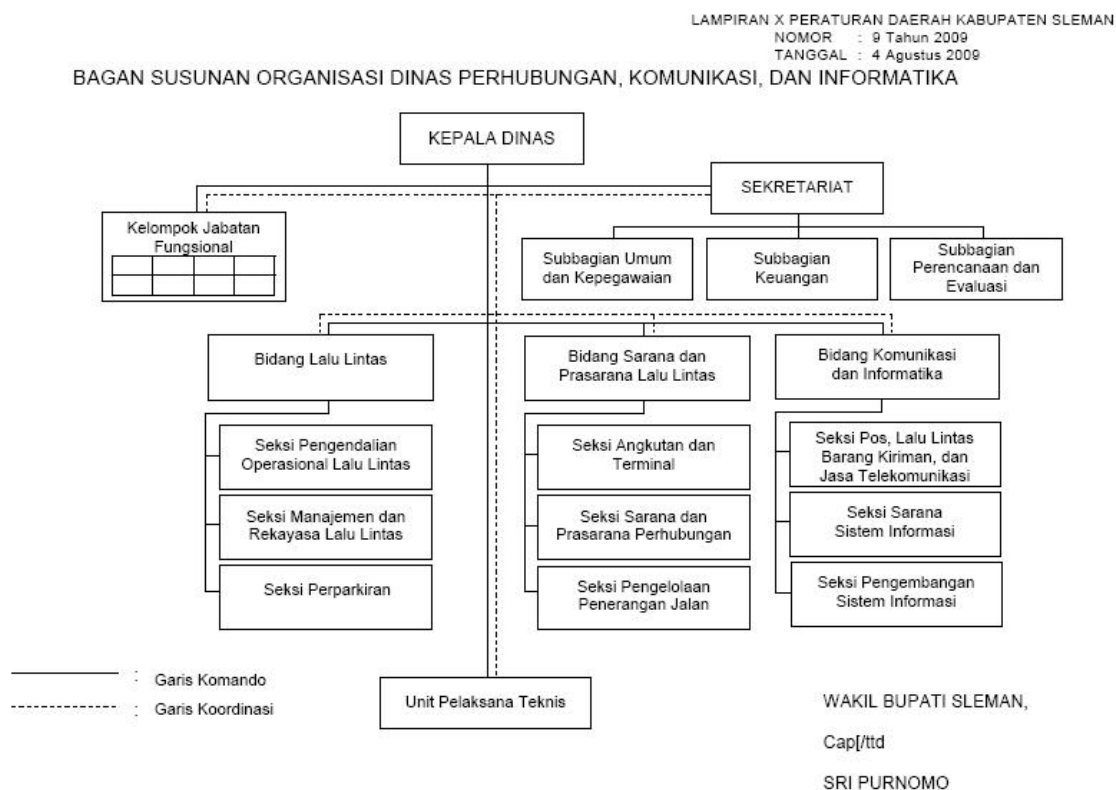 LAMPIRAN X PERATURAN DAERAH KABUPATEN SLEMAN
NOMOR : 9 Tahun 2009
TANGGAL : 4 Agustus 2009
BAGAN SUSUNAN ORGANISASI DINAS PERHUBUNGAN, KOMUNIKASI, DAN INFORMATIKA
KEPALA DINAS
SEKRETARIAT
Kelompok Jabatan
Fungsional
Subbagian Umum
dan Kepegawaian
Subbagian
Keuangan
Subbagian
Perencanaan dan
Evaluasi
Bidang Lalu Lintas
Bidang Sarana dan
Prasarana Lalu Lintas
Bidang Komunikasi
dan Informatika
Seksi Pengendalian
Operasional Lalu Lintas
Seksi Manajemen dan
Rekayasa Lalu Lintas
Seksi Perparkiran
Seksi Angkutan dan
Terminal
Seksi Sarana dan
Prasarana Perhubungan
Seksi Pengelolaan
Penerangan Jalan
Seksi Pos, Lalu Lintas
Barang Kiriman, dan
Jasa Telekomunikasi
Seksi Sarana
Sistem Informasi
Seksi Pengembangan
Sistem Informasi
: Garis Komando
: Garis Koordinasi
Unit Pelaksana Teknis
WAKIL BUPATI SLEMAN,
Cap[/ttd
SRI PURNOMO